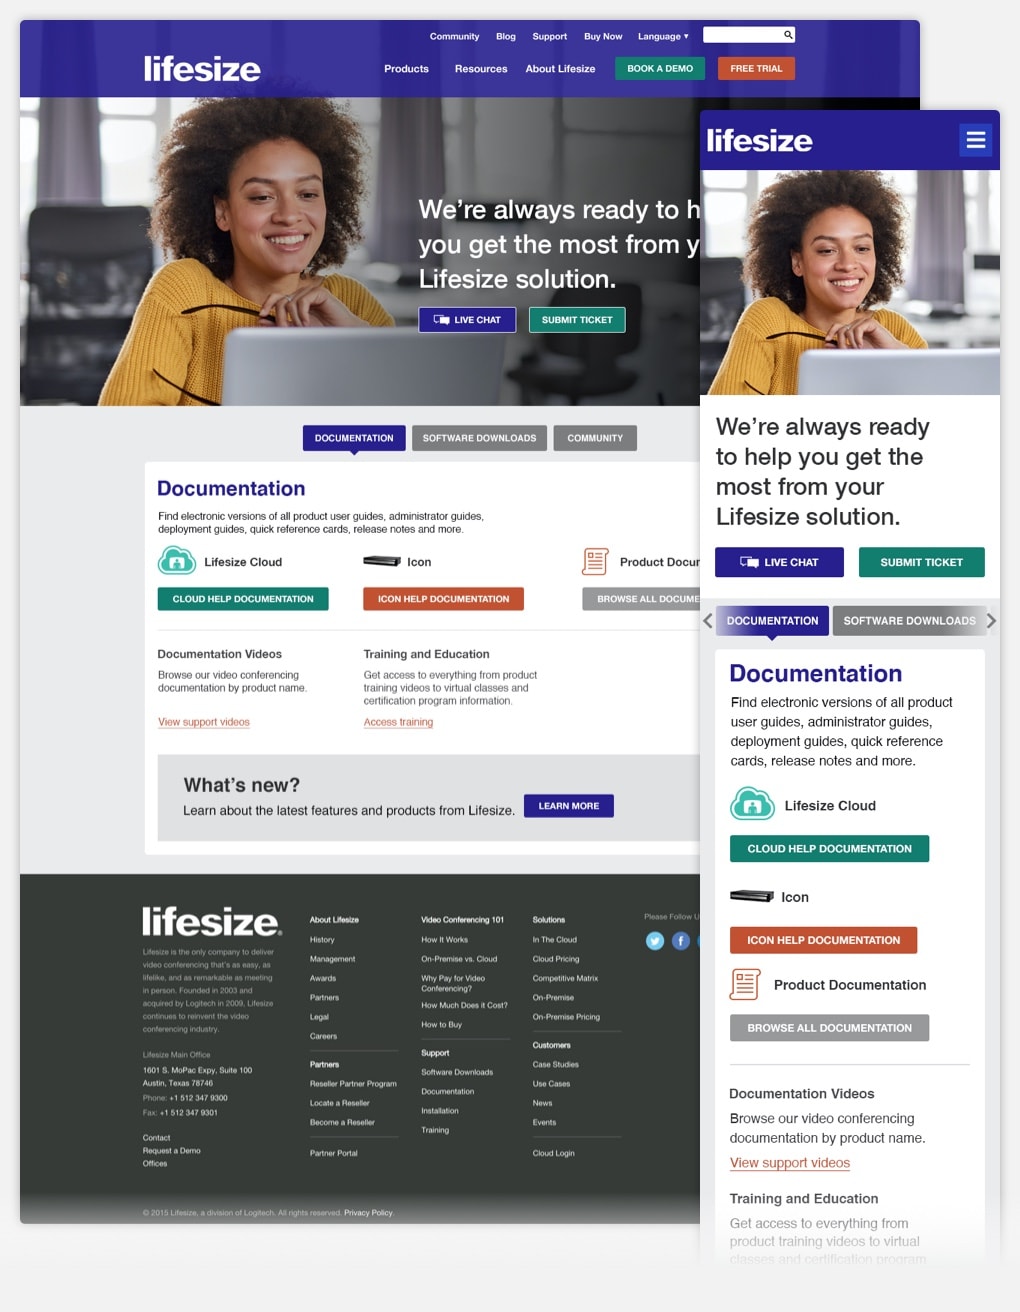 Community Blog Support Buy Now Language
lifesize
Products Resources About Lifesize BOOK A DEMO FREE TRIAL
We're always ready to h
you get the most from y
Lifesize solution.
LIVE CHAT SUBMIT TICKET
DOCUMENTATION SOFTWARE DOWNLOADS COMMUNITY
Documentation
Find electronic versions of all product user guides, administrator guides,
deployment guides, quick reference cards, release notes and more.
Lifesize Cloud Icon Product Docur
CLOUD HELP DOCUMENTATION ICON HELP DOCUMENTATION BROWSE ALL DOCUME
Documentation Videos
Browse our video conferencing
documentation by product name.
View support videos
Training and Education
Get access to everything from product
training videos to virtual classes and
certification program information.
Access training
What's new?
Learn about the latest features and products from Lifesize. LEARN MORE
lifesize.
Lifesize is the only company to deliver
video conferencing that's as easy, as
lifelike, and as remarkable as meeting
in person. Founded in 2003 and
acquired by Logitech in 2009, Lifesize
continues to reinvent the video
conferencing industry.
Lifesize Main Office
1601 S. MoPac Expy, Suite 100
Austin, Texas 78746
Phone: +1 512 347 9300
Fax: +1 512 347 9301
Contact
Request a Demo
Offices
About Lifesize
History
Management
Awards
Partners
Legal
Careers
Partners
Reseller Partner Program
Locate a Reseller
Become a Reseller
Partner Portal
Video Conferencing 101
How It Works
On-Premise vs. Cloud
Why Pay for Video
Conferencing?
How Much Does it Cost?
How to Buy
Support
Software Downloads
Documentation
Installation
Training
Solutions
In The Cloud
Cloud Pricing
Competitive Matrix
On-Premise
On-Premise Pricing
Customers
Case Studies
Use Cases
News
Events
Cloud Login
Please Follow U
© 2015 Lifesize, a division of Logitech. All rights reserved. Privacy Policy.
lifesize
We're always ready
to help you get the
most from your
Lifesize solution.
LIVE CHAT SUBMIT TICKET
DOCUMENTATION SOFTWARE DOWNLOADS
Documentation
Find electronic versions of all product
user guides, administrator guides,
deployment guides, quick reference
cards, release notes and more.
Lifesize Cloud
CLOUD HELP DOCUMENTATION
Icon
ICON HELP DOCUMENTATION
Product Documentation
BROWSE ALL DOCUMENTATION
Documentation Videos
Browse our video conferencing
documentation by product name.
View support videos
Training and Education
Get access to everything from
product training videos to virtual
classes and certification program